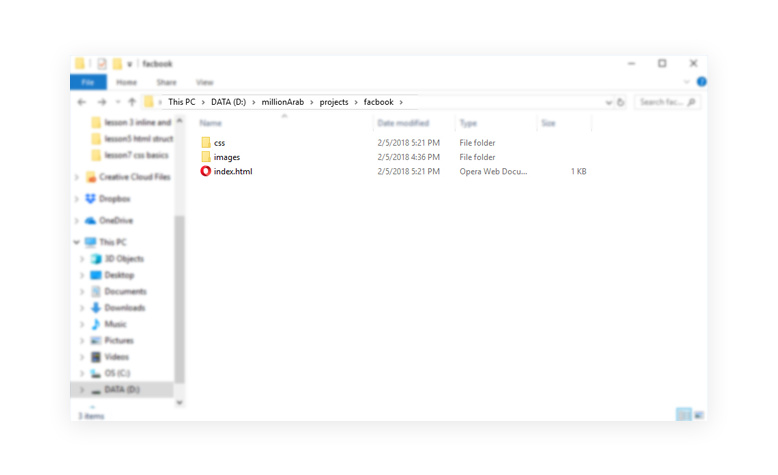 facbook
File Home Share View
This PC > DATA (D:) > millionArab > projects > facbook >
Search fac...
lesson 3 inline and
lesson5 html struct
lesson7 css basics
Creative Cloud Files
Dropbox
OneDrive
This PC
3D Objects
Desktop
Documents
Downloads
Music
Pictures
Videos
OS (C:)
DATA (D:)
Name Date modified Type Size
css 2/5/2018 5:21 PM File folder
images 2/5/2018 4:36 PM File folder
index.html 2/5/2018 5:21 PM Opera Web Docu... 1 KB
3 items